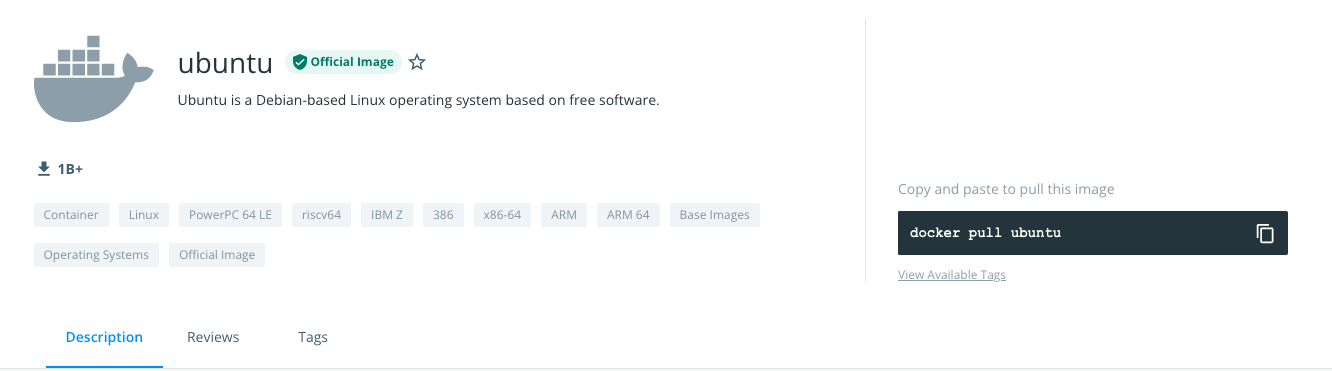 ubuntu
Official Image
Ubuntu is a Debian-based Linux operating system based on free software.
1B+
Container Linux PowerPC 64 LE riscv64 IBM Z 386 x86-64 ARM ARM 64 Base Images
Operating Systems Official Image
Copy and paste to pull this image
docker pull ubuntu
View Available Tags
Description Reviews Tags